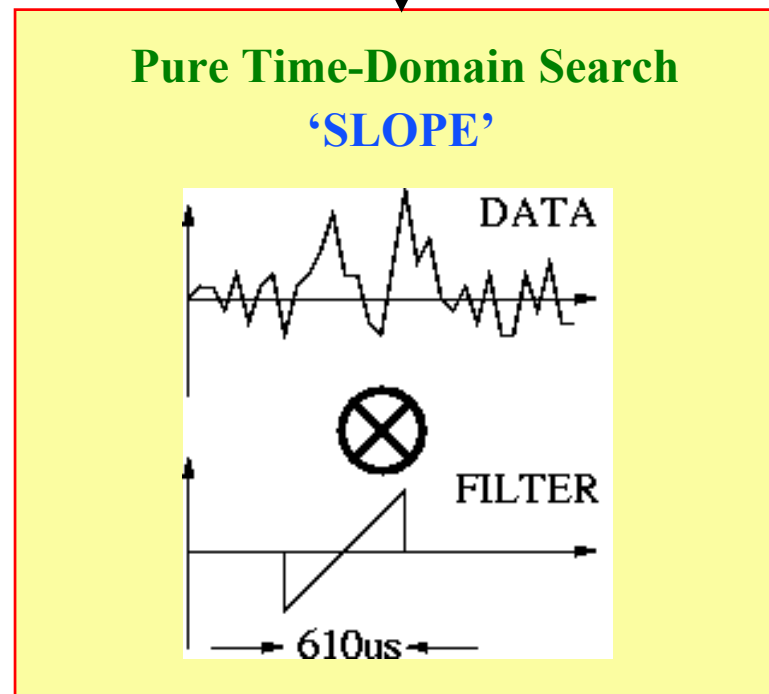 Pure Time-Domain Search
‘SLOPE’
DATA
FILTER
610us